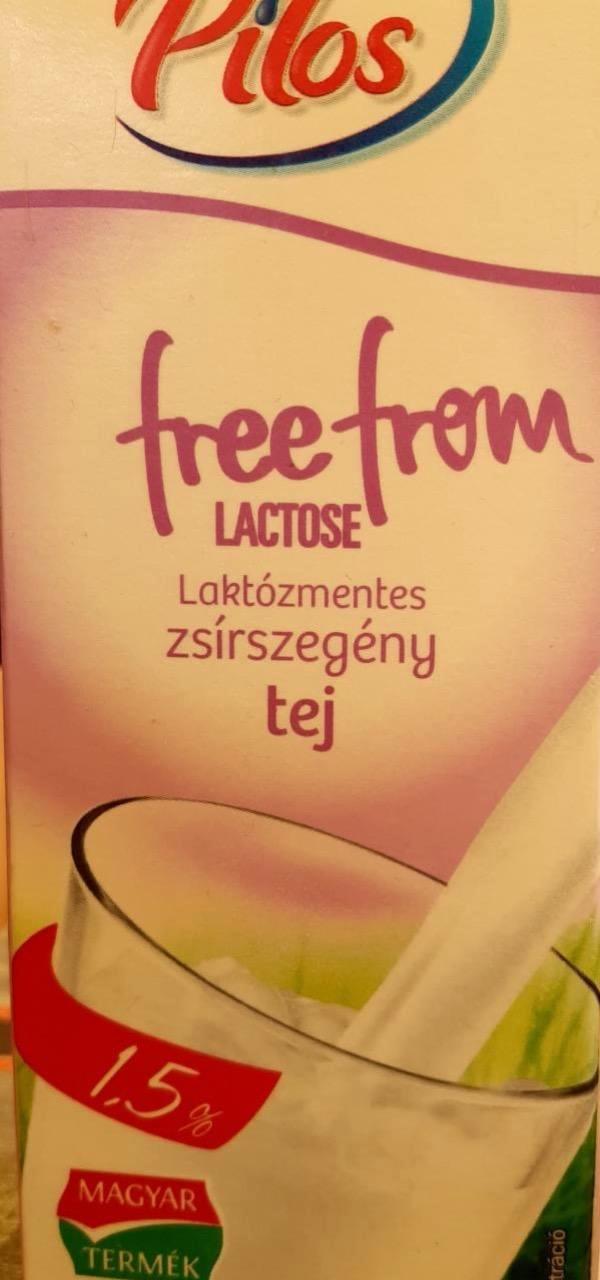 Pilos
free from
LACTOSE
Laktózmentes
zsírszegény
tej
1,5%
MAGYAR
TERMÉK